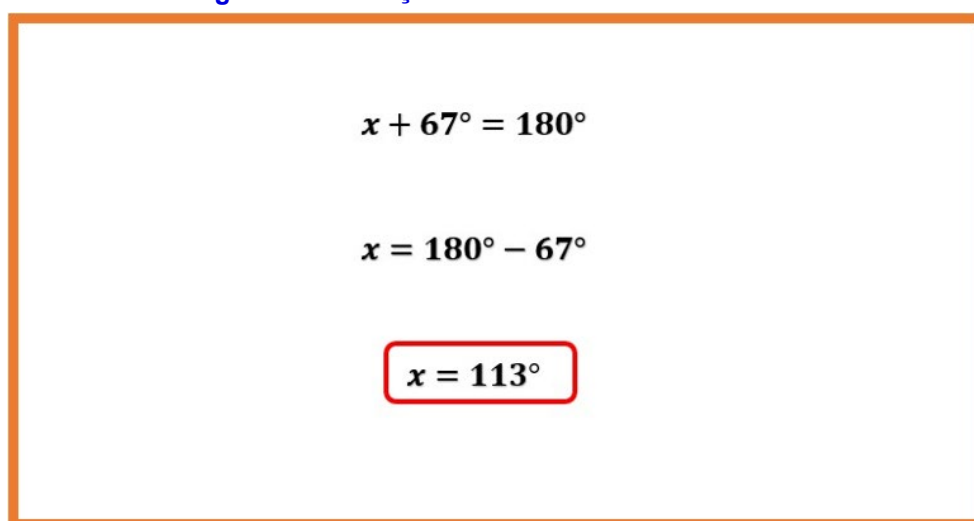 x + 67° = 180°
x = 180° − 67°
x = 113°